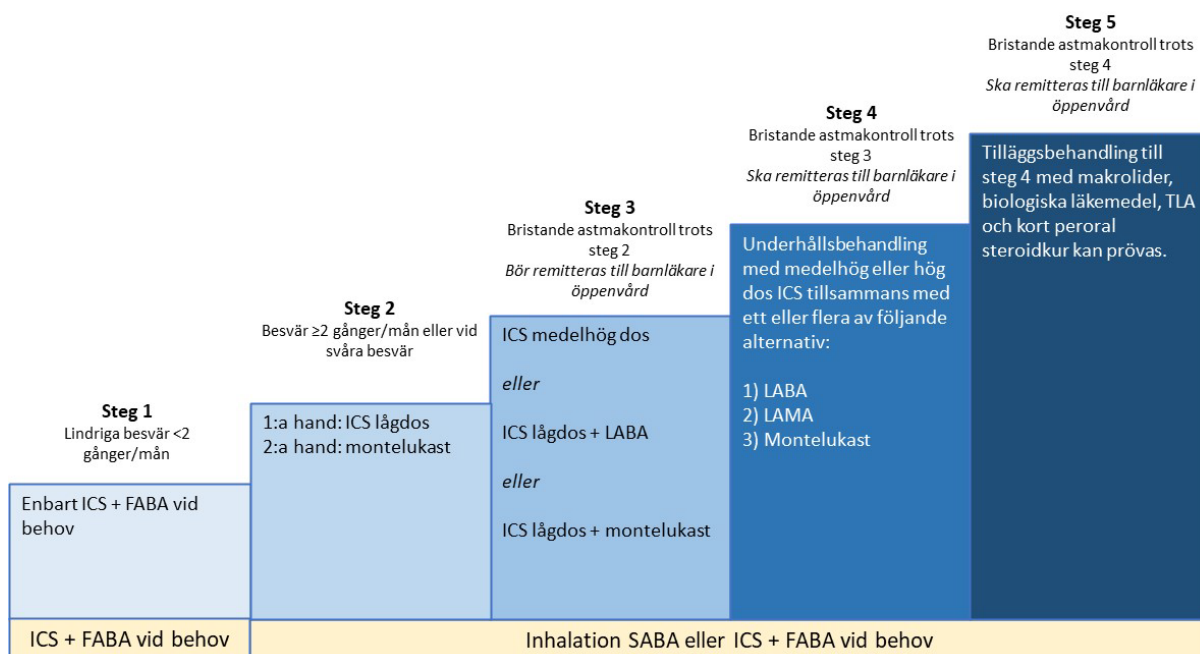 Steg 1
Lindriga besvär <2
gånger/mån
Enbart ICS + FABA vid
behov
Steg 2
Besvär ≥2 gånger/mån eller vid
svåra besvär
1:a hand: ICS lågdos
2:a hand: montelukast
Steg 3
Bristande astmakontroll trots
steg 2
Bör remitteras till barnläkare i
öppenvård
ICS medelhög dos
eller
ICS lågdos + LABA
eller
ICS lågdos + montelukast
Steg 4
Bristande astmakontroll trots
steg 3
Ska remitteras till barnläkare i
öppenvård
Underhållsbehandling
med medelhög eller hög
dos ICS tillsammans med
ett eller flera av följande
alternativ:
1) LABA
2) LAMA
3) Montelukast
Steg 5
Bristande astmakontroll trots
steg 4
Ska remitteras till barnläkare i
öppenvård
Tilläggsbehandling till
steg 4 med makrolider,
biologiska läkemedel, TLA
och kort peroral
steroidkur kan prövas.
ICS + FABA vid behov
Inhalation SABA eller ICS + FABA vid behov